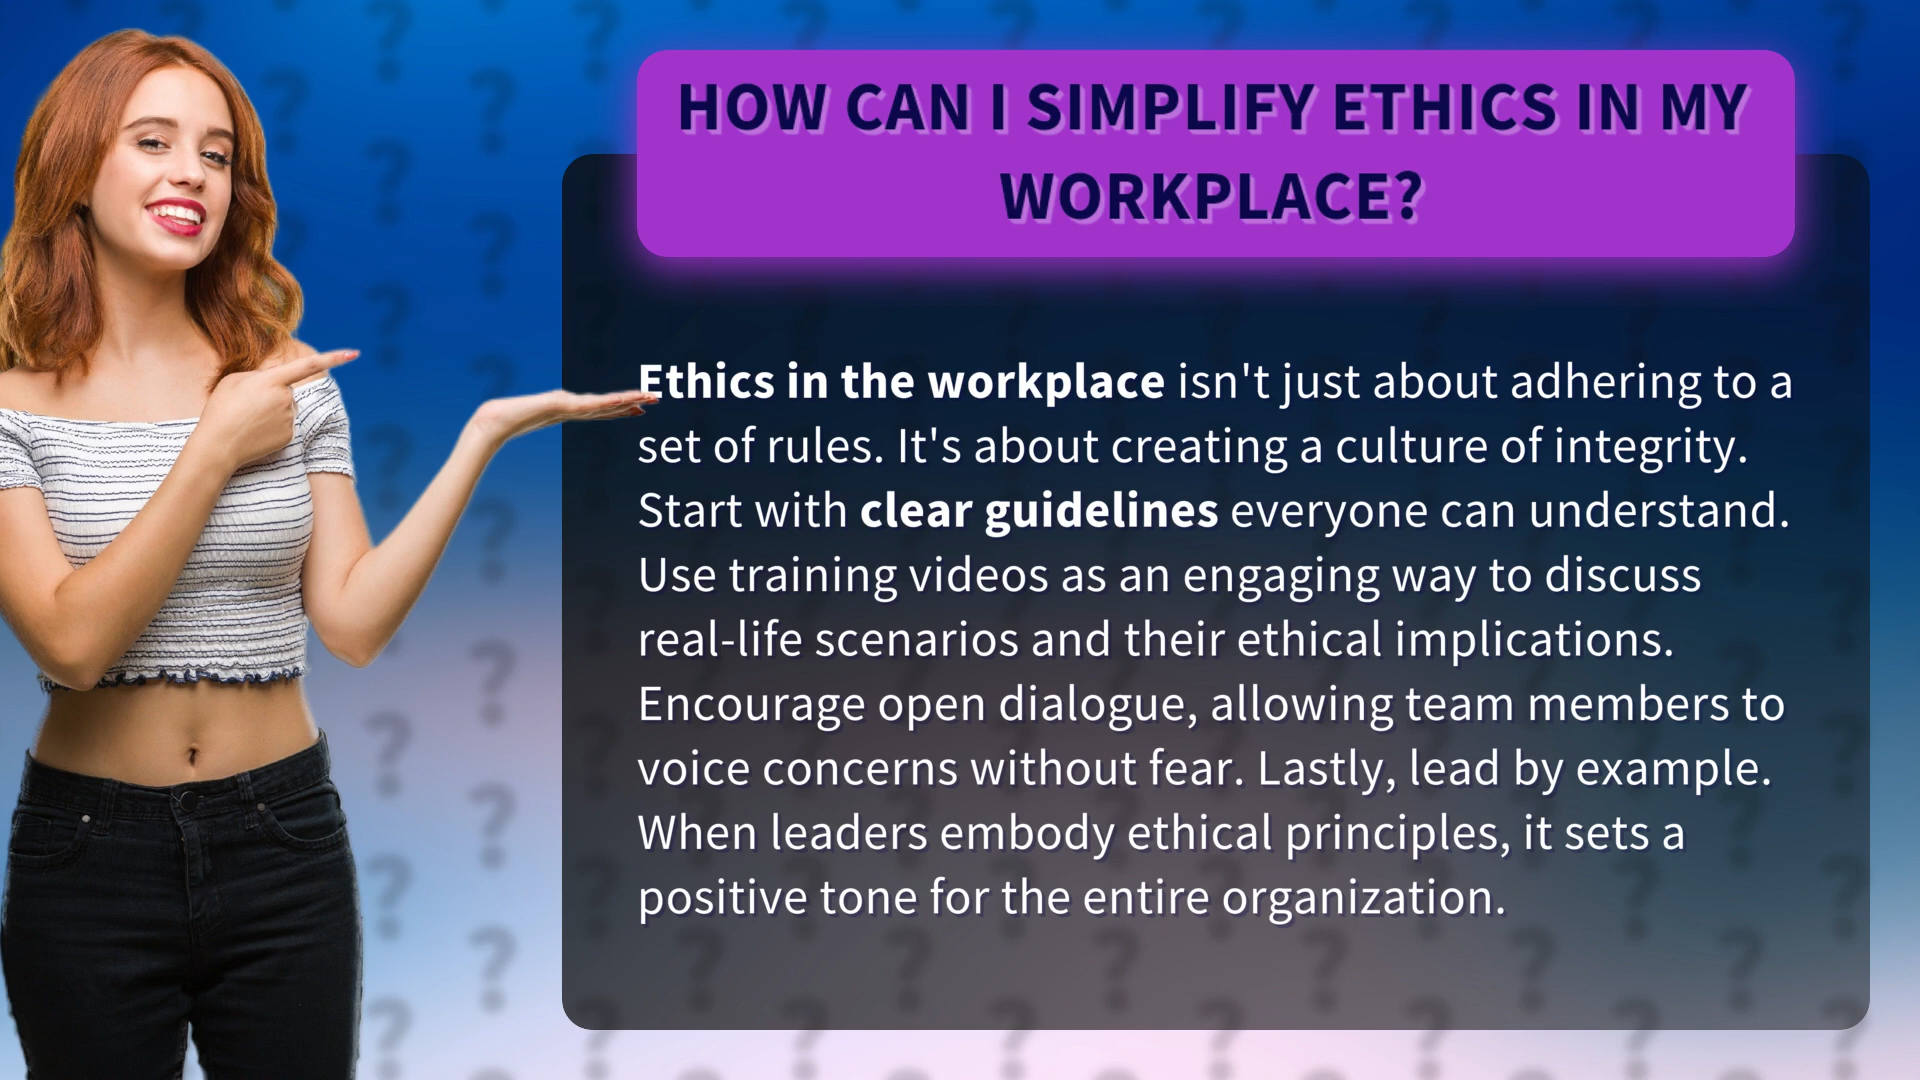 HOW CAN I SIMPLIFY ETHICS IN MY
WORKPLACE?
Ethics in the workplace isn't just about adhering to a
set of rules. It's about creating a culture of integrity.
Start with clear guidelines everyone can understand.
Use training videos as an engaging way to discuss
real-life scenarios and their ethical implications.
Encourage open dialogue, allowing team members to
voice concerns without fear. Lastly, lead by example.
When leaders embody ethical principles, it sets a
positive tone for the entire organization.